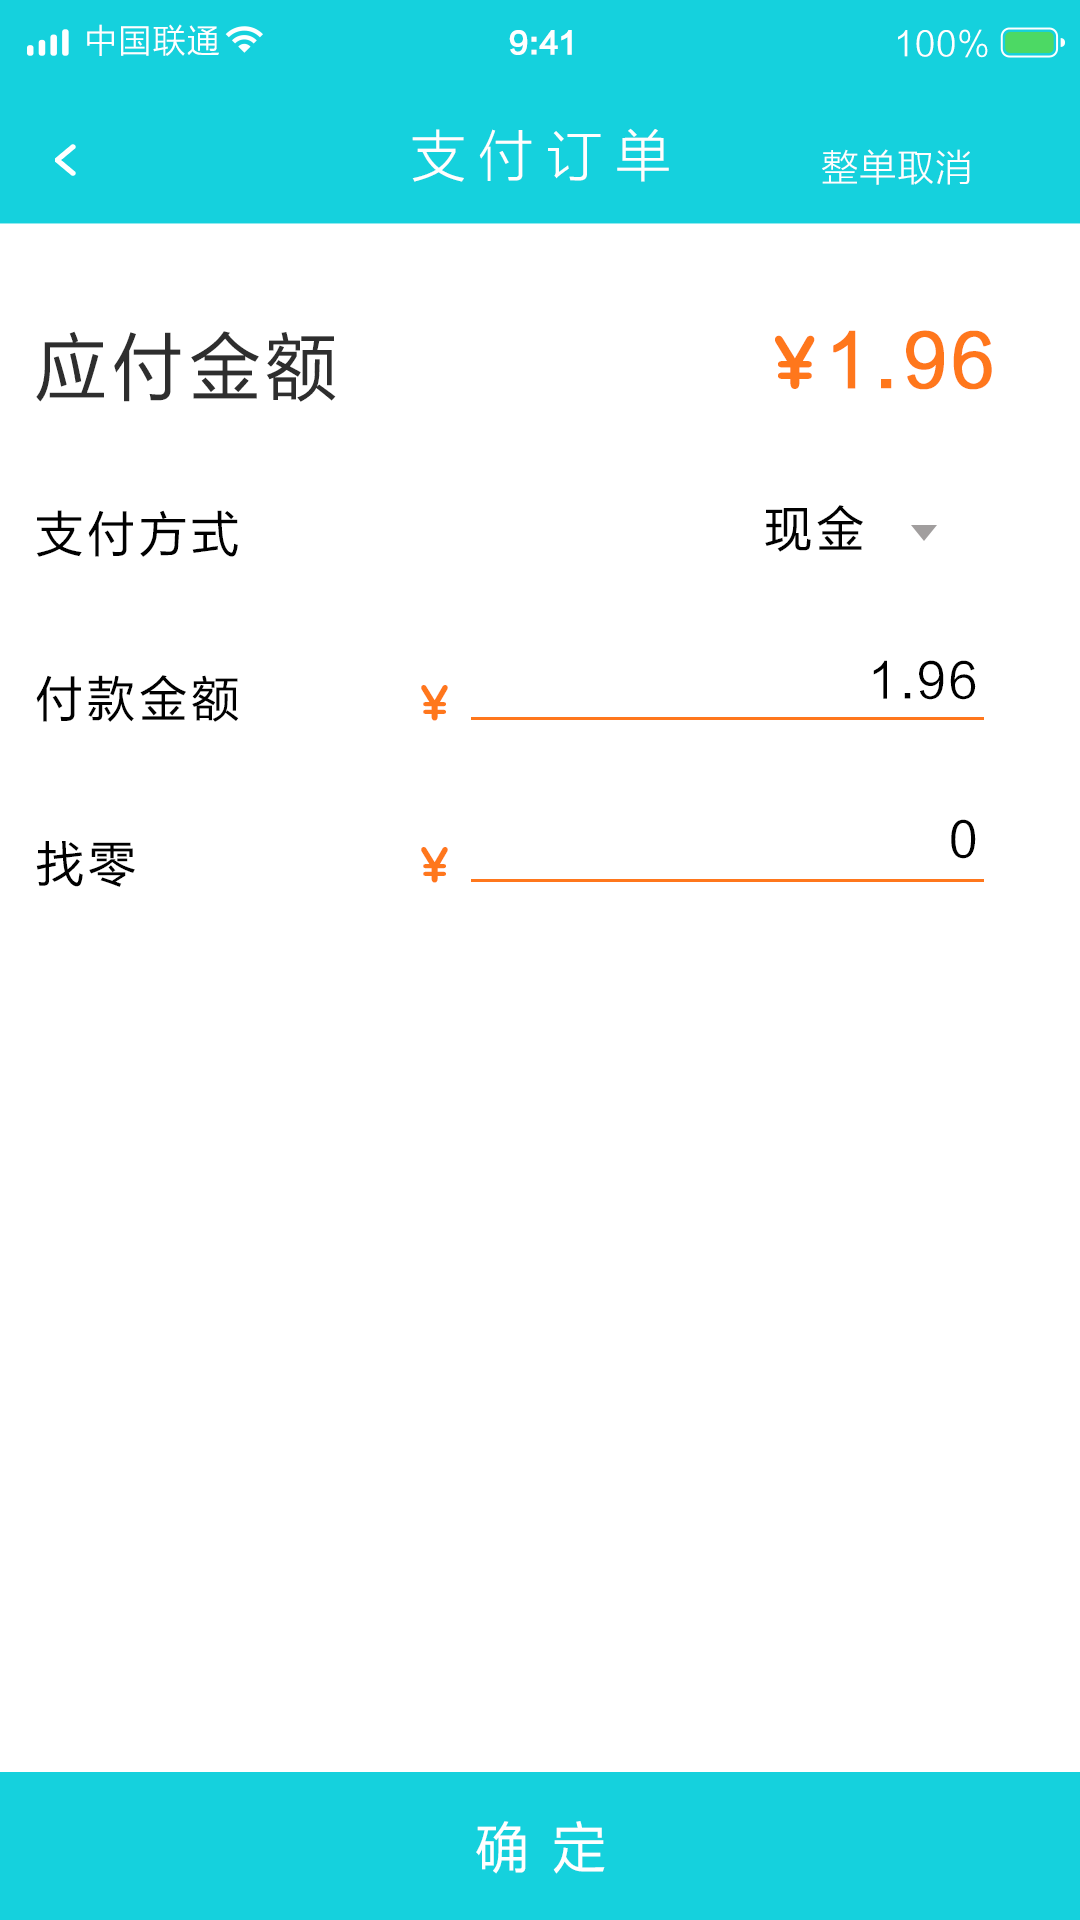 中国联通 9:41 100%
支付订单 整单取消
应付金额 ¥1.96
支付方式 现金
付款金额 ¥ 1.96
找零 ¥ 0
确定